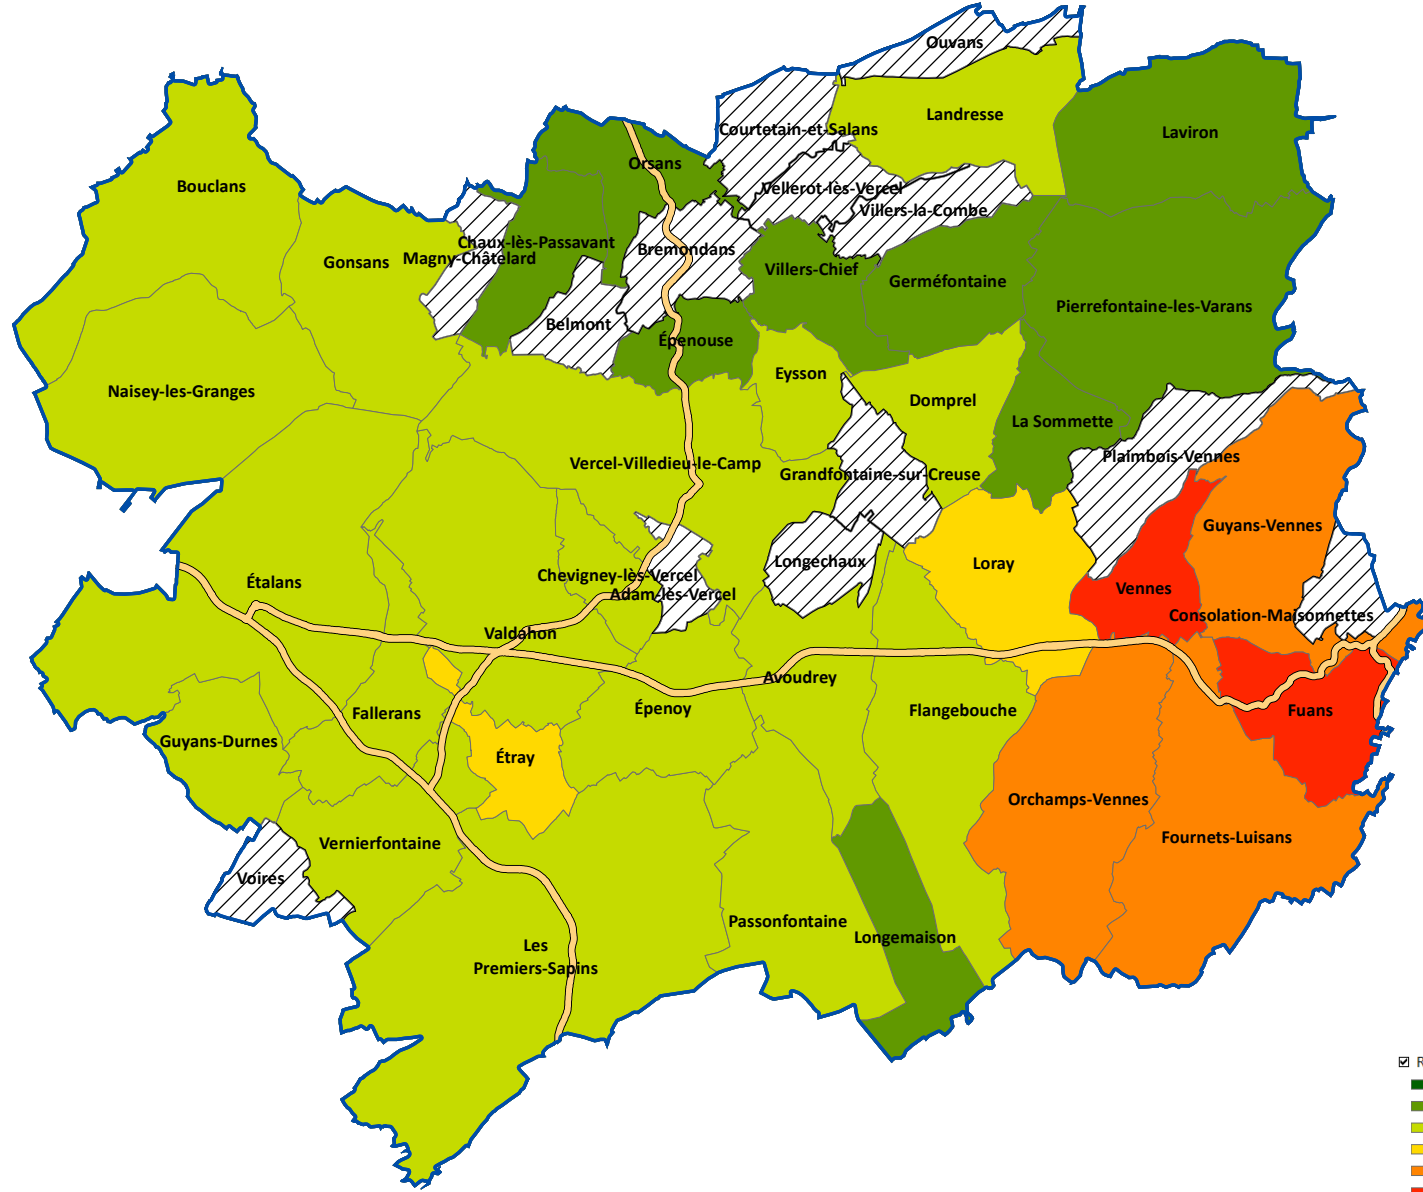 Ouvans
Landresse
Courtetain-et-Salans
Laviron
Orsans
Bouclans
Vellerot-lès-Vercel
Villers-la-Combe
Chaux-lès-Passavant
Bremondans
Magny-Châtelard
Gonsans
Villers-Chief
Germéfontaine
Pierrefontaine-les-Varans
Belmont
Épenouse
Eysson
Naisey-les-Granges
Domprel
La Sommette
Plaimbois-Vennes
Vercel-Villedieu-le-Camp
Grandfontaine-sur-Creuse
Guyans-Vennes
Longechaux
Loray
Chevigney-lès-Vercel
Étalans
Vennes
Adam-lès-Vercel
Consolation-Maisonnettes
Valdahon
Avoudrey
Épenoy
Flangebouche
Fuans
Fallerans
Guyans-Durnes
Étray
Orchamps-Vennes
Fournets-Luisans
Vernierfontaine
Voires
Passonfontaine
Longemaison
Les
Premiers-Sapins